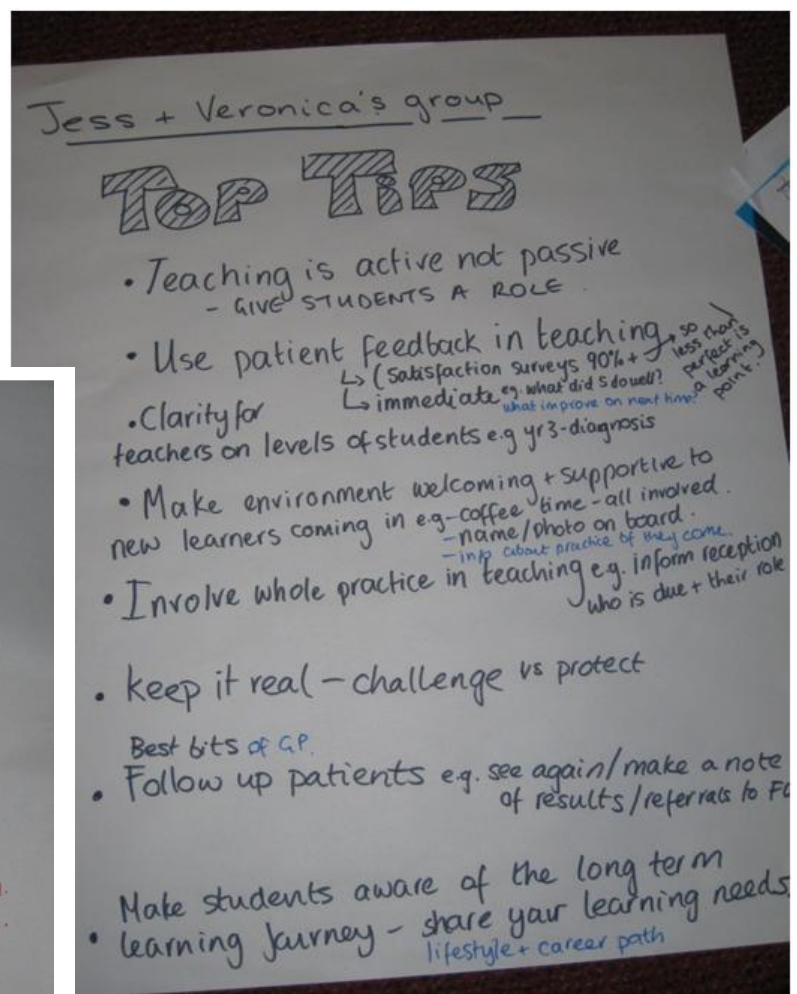 Jess + Veronica's group
TOP TIPS
• Teaching is active not passive
- GIVE STUDENTS A ROLE.
• Use patient feedback in teaching
↳ (Satisfaction surveys 90% + → so
less than
perfect is
a learning
point.
↳ immediate eg. what did I do well?
what improve on next time?
• Clarity for
teachers on levels of students e.g yr3-diagnosis
• Make environment welcoming + supportive to
new learners coming in e.g - coffee time - all involved.
- name/photo on board.
- info about practice b4 they come.
• Involve whole practice in teaching e.g. inform reception
who is due + their role
• keep it real - challenge vs protect
Best bits of GP.
• Follow up patients e.g. see again/make a note
of results/referrals to
Make students aware of the long term
• learning Journey - share your learning needs
lifestyle + career path